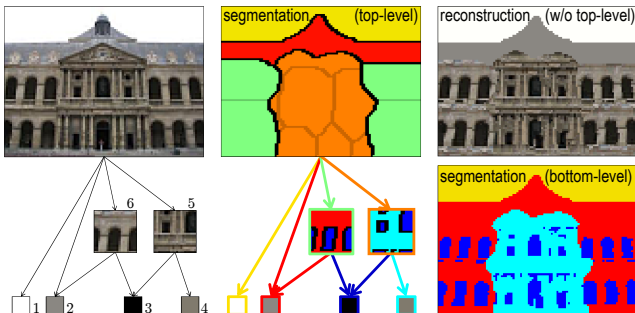 segmentation (top-level)
reconstruction (w/o top-level)
segmentation (bottom-level)
6 5
1 2 3 4